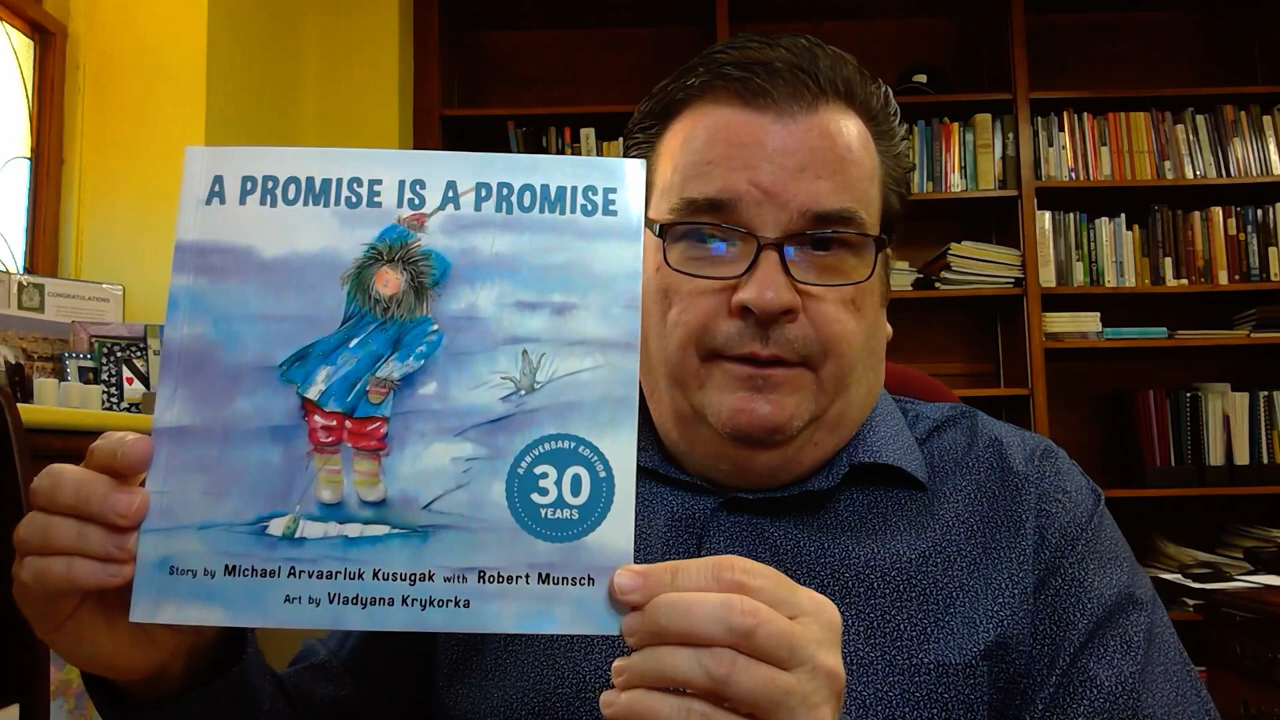 A PROMISE IS A PROMISE
CONGRATULATIONS
ANNIVERSARY EDITION
30
YEARS
Story by Michael Arvaarluk Kusugak with Robert Munsch
Art by Vladyana Krykorka
N